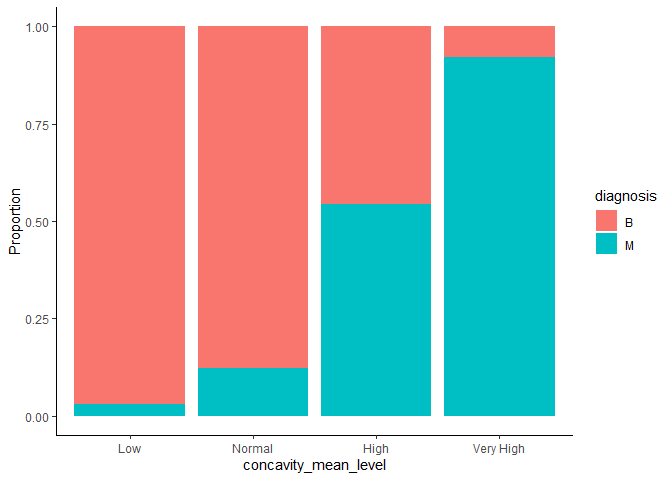 1.00
0.75
0.50
0.25
0.00
Proportion
Low Normal High Very High
concavity_mean_level
diagnosis
B
M